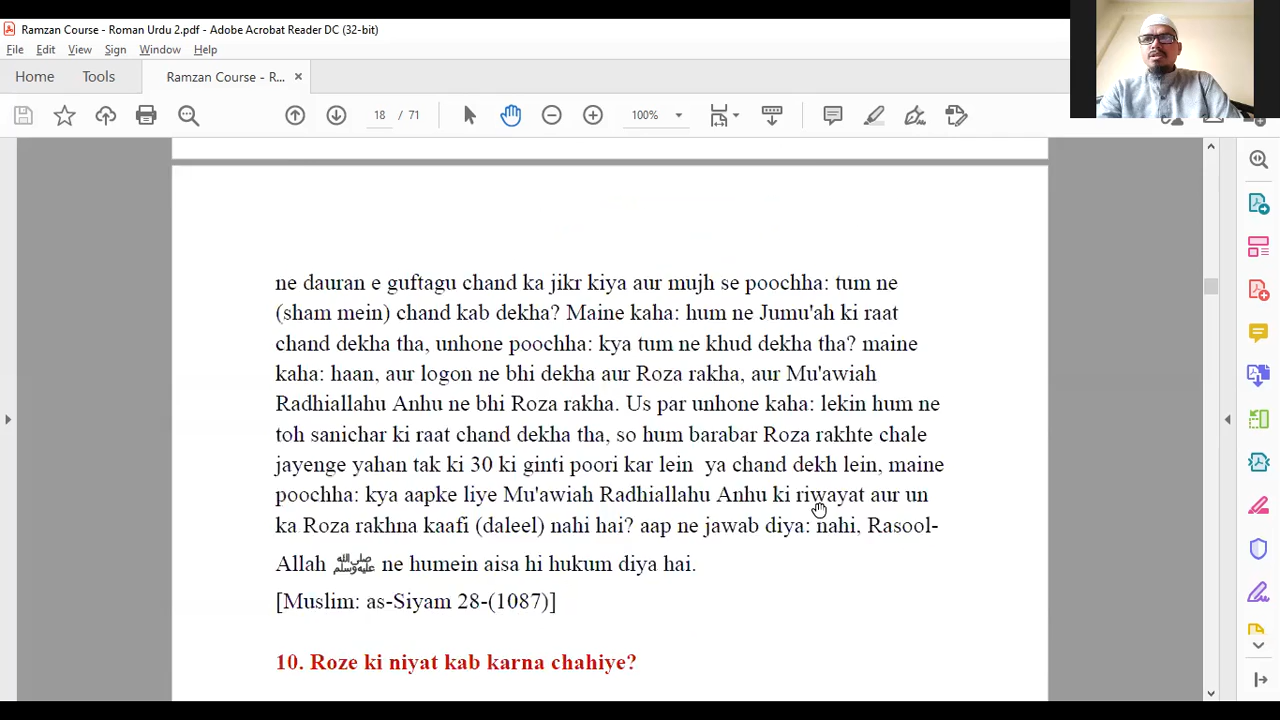 Ramzan Course - Roman Urdu 2.pdf - Adobe Acrobat Reader DC (32-bit)
File Edit View Sign Window Help
Home Tools Ramzan Course - R...
18 / 71 100%
ne dauran e guftagu chand ka jikr kiya aur mujh se poochha: tum ne
(sham mein) chand kab dekha? Maine kaha: hum ne Jumu'ah ki raat
chand dekha tha, unhone poochha: kya tum ne khud dekha tha? maine
kaha: haan, aur logon ne bhi dekha aur Roza rakha, aur Mu'awiah
Radhiallahu Anhu ne bhi Roza rakha. Us par unhone kaha: lekin hum ne
toh sanichar ki raat chand dekha tha, so hum barabar Roza rakhte chale
jayenge yahan tak ki 30 ki ginti poori kar lein ya chand dekh lein, maine
poochha: kya aapke liye Mu'awiah Radhiallahu Anhu ki riwayat aur un
ka Roza rakhna kaafi (daleel) nahi hai? aap ne jawab diya: nahi, Rasool-
Allah ﷺ ne humein aisa hi hukum diya hai.
[Muslim: as-Siyam 28-(1087)]
10. Roze ki niyat kab karna chahiye?